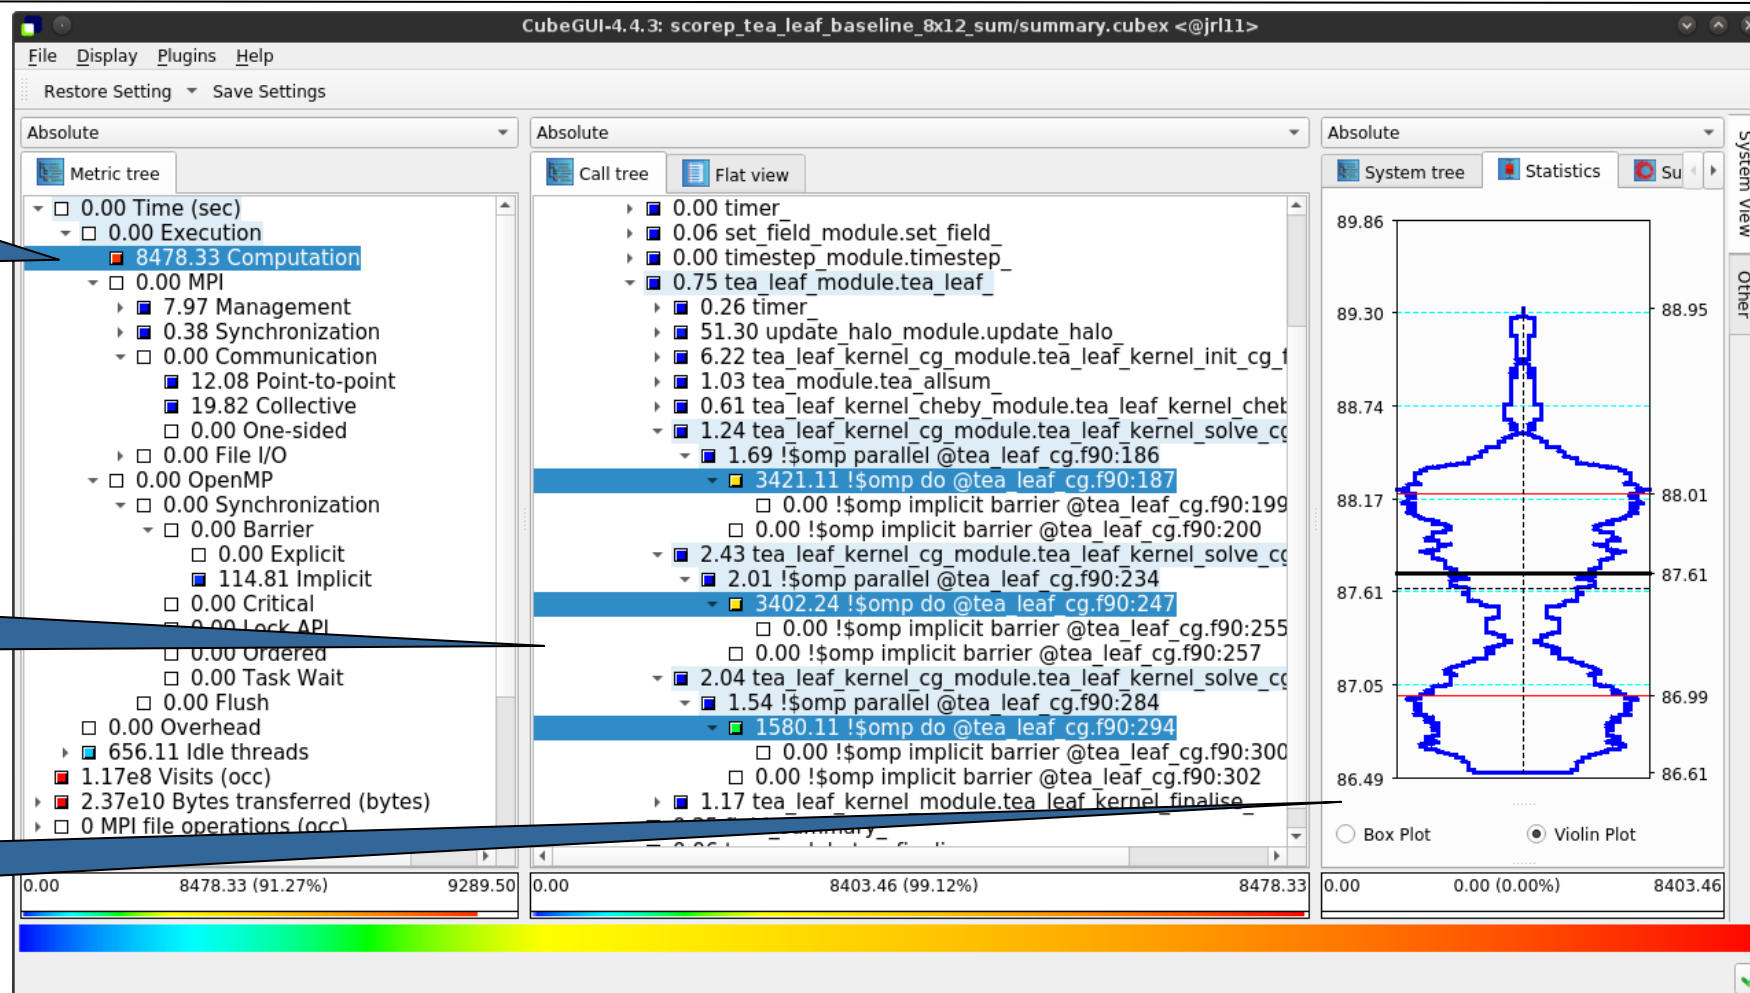 CubeGUI-4.4.3: scorep_tea_leaf_baseline_8x12_sum/summary.cubex <@jrl11>
File Display Plugins Help
Restore Setting Save Settings
Absolute
Metric tree
0.00 Time (sec)
0.00 Execution
8478.33 Computation
0.00 MPI
7.97 Management
0.38 Synchronization
0.00 Communication
12.08 Point-to-point
19.82 Collective
0.00 One-sided
0.00 File I/O
0.00 OpenMP
0.00 Synchronization
0.00 Barrier
0.00 Explicit
114.81 Implicit
0.00 Critical
0.00 Lock API
0.00 Ordered
0.00 Task Wait
0.00 Flush
0.00 Overhead
656.11 Idle threads
1.17e8 Visits (occ)
2.37e10 Bytes transferred (bytes)
0 MPI file operations (occ)
0.00 8478.33 (91.27%) 9289.50
Absolute
Call tree Flat view
0.00 timer_
0.06 set_field_module.set_field_
0.00 timestep_module.timestep_
0.75 tea_leaf_module.tea_leaf_
0.26 timer_
51.30 update_halo_module.update_halo_
6.22 tea_leaf_kernel_cg_module.tea_leaf_kernel_init_cg_f
1.03 tea_module.tea_allsum_
0.61 tea_leaf_kernel_cheby_module.tea_leaf_kernel_cheb
1.24 tea_leaf_kernel_cg_module.tea_leaf_kernel_solve_cg
1.69 !$omp parallel @tea_leaf_cg.f90:186
3421.11 !$omp do @tea_leaf_cg.f90:187
0.00 !$omp implicit barrier @tea_leaf_cg.f90:199
0.00 !$omp implicit barrier @tea_leaf_cg.f90:200
2.43 tea_leaf_kernel_cg_module.tea_leaf_kernel_solve_cg
2.01 !$omp parallel @tea_leaf_cg.f90:234
3402.24 !$omp do @tea_leaf_cg.f90:247
0.00 !$omp implicit barrier @tea_leaf_cg.f90:255
0.00 !$omp implicit barrier @tea_leaf_cg.f90:257
2.04 tea_leaf_kernel_cg_module.tea_leaf_kernel_solve_cg
1.54 !$omp parallel @tea_leaf_cg.f90:284
1580.11 !$omp do @tea_leaf_cg.f90:294
0.00 !$omp implicit barrier @tea_leaf_cg.f90:300
0.00 !$omp implicit barrier @tea_leaf_cg.f90:302
1.17 tea_leaf_kernel_module.tea_leaf_kernel_finalise_
0.00 8403.46 (99.12%) 8478.33
Absolute
System tree Statistics Su
89.86
89.30 88.95
88.74
88.17 88.01
87.61 87.61
87.05 86.99
86.49 86.61
Box Plot Violin Plot
0.00 0.00 (0.00%) 8403.46
System View
Other